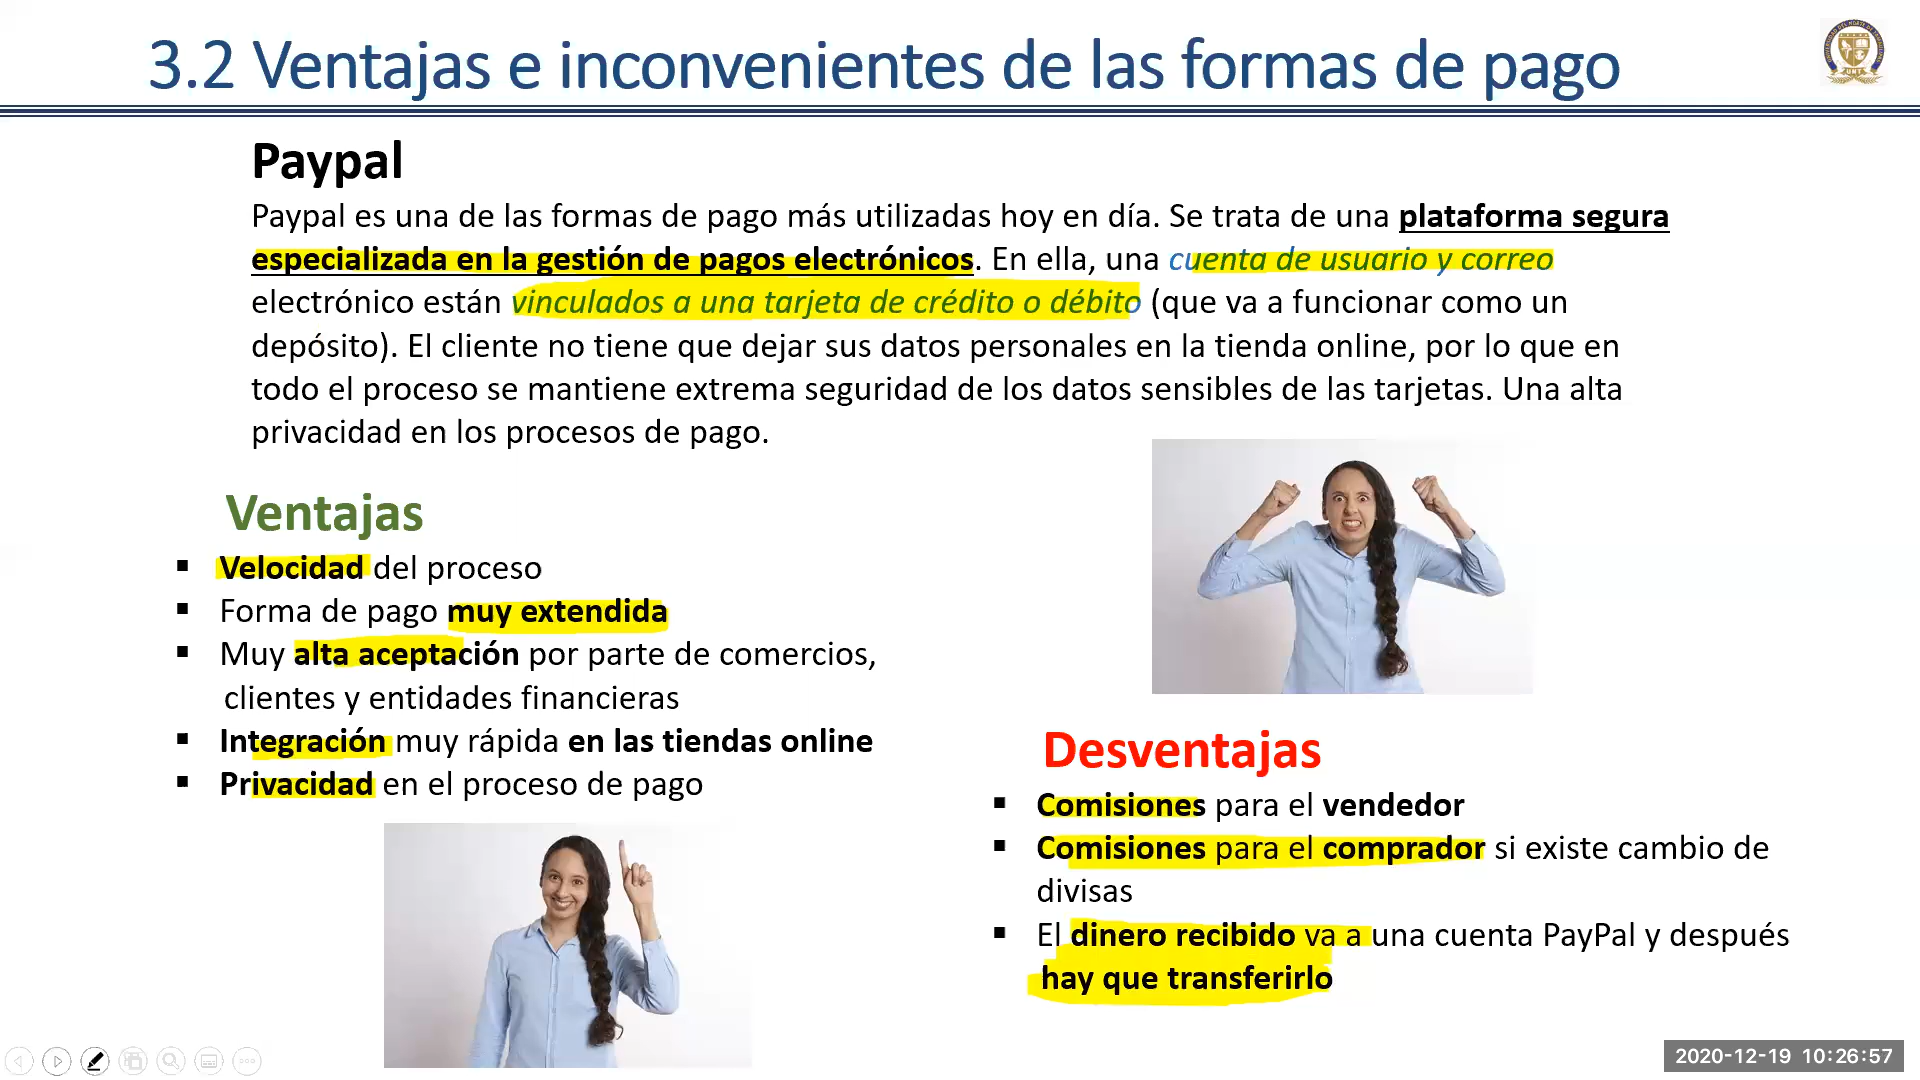 3.2 Ventajas e inconvenientes de las formas de pago
Paypal
Paypal es una de las formas de pago más utilizadas hoy en día. Se trata de una plataforma segura
especializada en la gestión de pagos electrónicos. En ella, una cuenta de usuario y correo
electrónico están vinculados a una tarjeta de crédito o débito (que va a funcionar como un
depósito). El cliente no tiene que dejar sus datos personales en la tienda online, por lo que en
todo el proceso se mantiene extrema seguridad de los datos sensibles de las tarjetas. Una alta
privacidad en los procesos de pago.
Ventajas
▪ Velocidad del proceso
▪ Forma de pago muy extendida
▪ Muy alta aceptación por parte de comercios,
clientes y entidades financieras
▪ Integración muy rápida en las tiendas online
▪ Privacidad en el proceso de pago
Desventajas
▪ Comisiones para el vendedor
▪ Comisiones para el comprador si existe cambio de
divisas
▪ El dinero recibido va a una cuenta PayPal y después
hay que transferirlo
2020-12-19 10:26:57